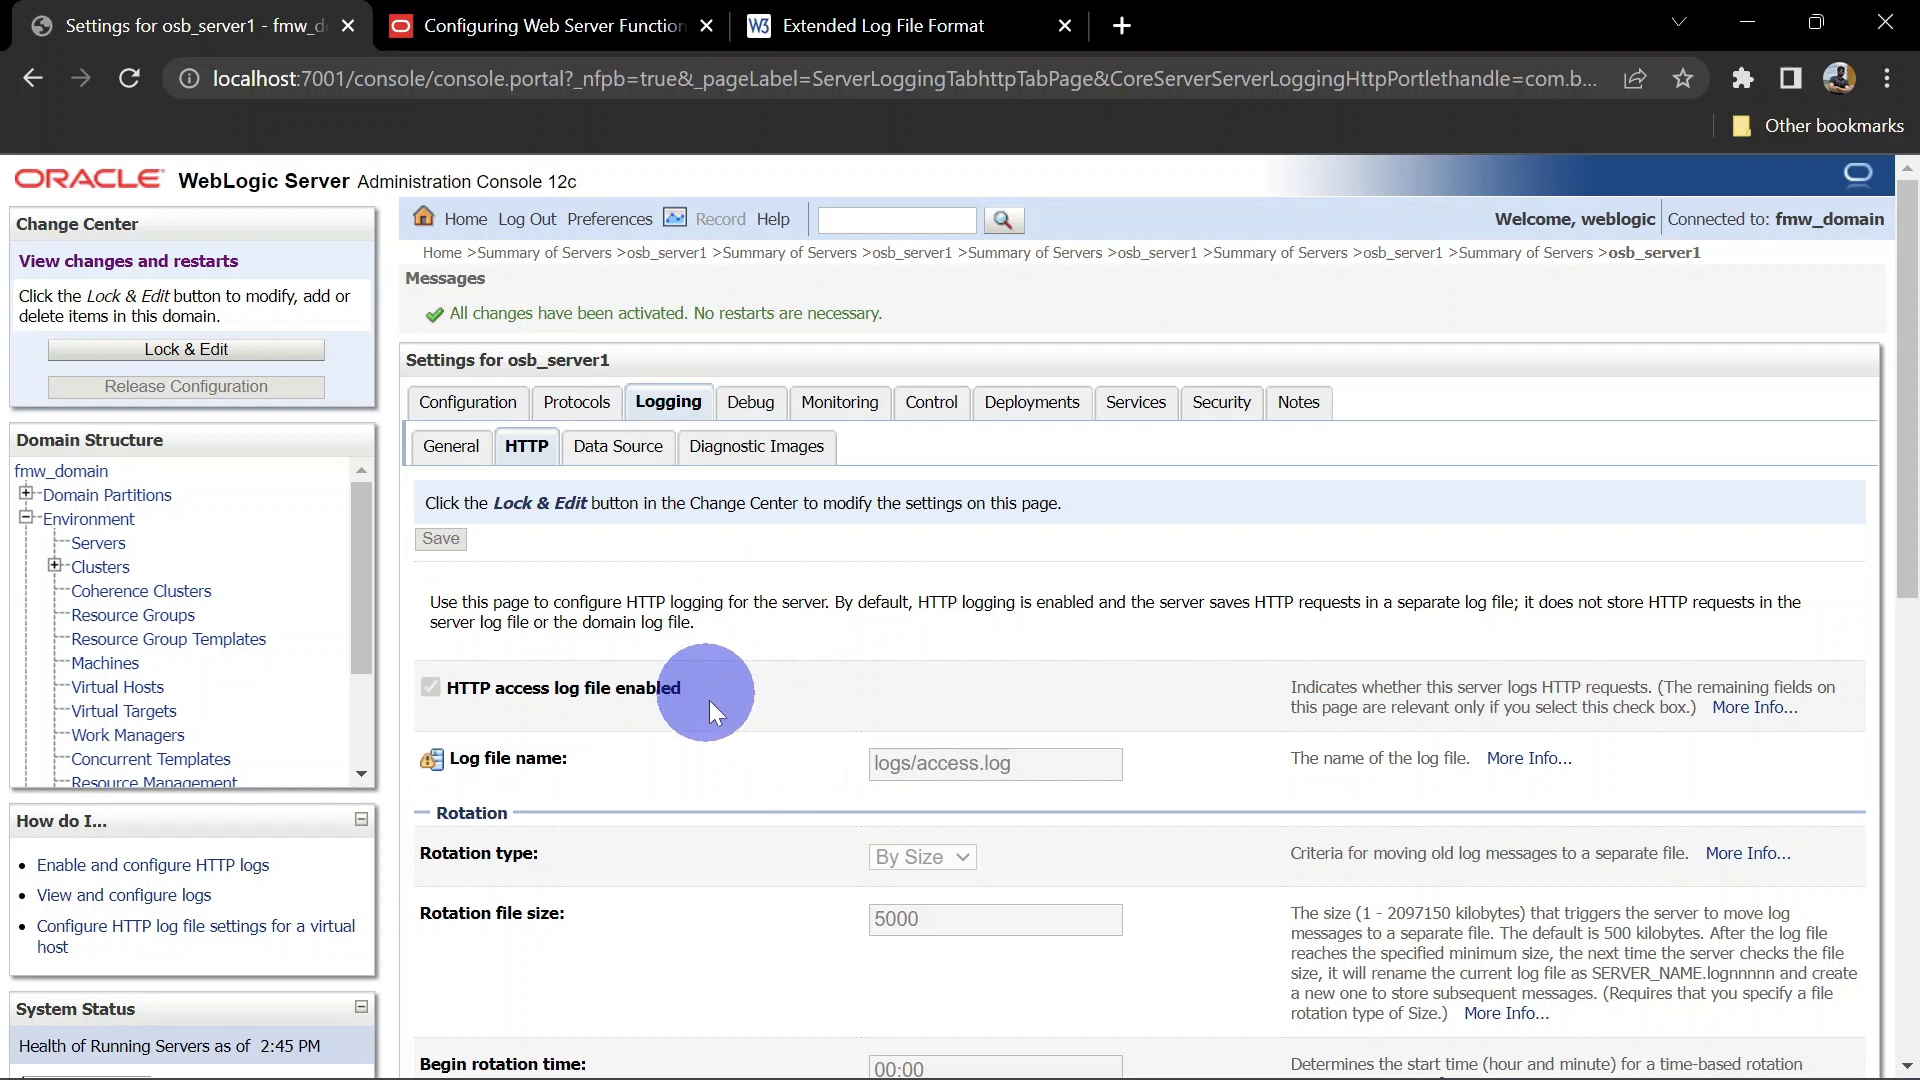 Settings for osb_server1 - fmw_d
Configuring Web Server Function
W3 Extended Log File Format
localhost:7001/console/console.portal?_nfpb=true&_pageLabel=ServerLoggingTabhttpTabPage&CoreServerServerLoggingHttpPortlethandle=com.b...
Other bookmarks
ORACLE WebLogic Server Administration Console 12c
Change Center
View changes and restarts
Click the Lock & Edit button to modify, add or
delete items in this domain.
Lock & Edit
Release Configuration
Domain Structure
fmw_domain
Domain Partitions
Environment
Servers
Clusters
Coherence Clusters
Resource Groups
Resource Group Templates
Machines
Virtual Hosts
Virtual Targets
Work Managers
Concurrent Templates
Resource Management
How do I...
Enable and configure HTTP logs
View and configure logs
Configure HTTP log file settings for a virtual
host
System Status
Health of Running Servers as of 2:45 PM
Home Log Out Preferences Record Help
Welcome, weblogic Connected to: fmw_domain
Home >Summary of Servers >osb_server1 >Summary of Servers >osb_server1 >Summary of Servers >osb_server1 >Summary of Servers >osb_server1 >Summary of Servers >osb_server1
Messages
All changes have been activated. No restarts are necessary.
Settings for osb_server1
Configuration Protocols Logging Debug Monitoring Control Deployments Services Security Notes
General HTTP Data Source Diagnostic Images
Click the Lock & Edit button in the Change Center to modify the settings on this page.
Save
Use this page to configure HTTP logging for the server. By default, HTTP logging is enabled and the server saves HTTP requests in a separate log file; it does not store HTTP requests in the
server log file or the domain log file.
HTTP access log file enabled
Indicates whether this server logs HTTP requests. (The remaining fields on
this page are relevant only if you select this check box.) More Info...
Log file name:
logs/access.log
The name of the log file. More Info...
Rotation
Rotation type:
By Size
Criteria for moving old log messages to a separate file. More Info...
Rotation file size:
5000
The size (1 - 2097150 kilobytes) that triggers the server to move log
messages to a separate file. The default is 500 kilobytes. After the log file
reaches the specified minimum size, the next time the server checks the file
size, it will rename the current log file as SERVER_NAME.lognnnnn and create
a new one to store subsequent messages. (Requires that you specify a file
rotation type of Size.) More Info...
Begin rotation time:
00:00
Determines the start time (hour and minute) for a time-based rotation